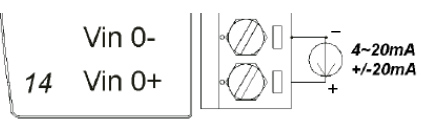 Vin 0-
14 Vin 0+
−
4~20mA
+/-20mA
+